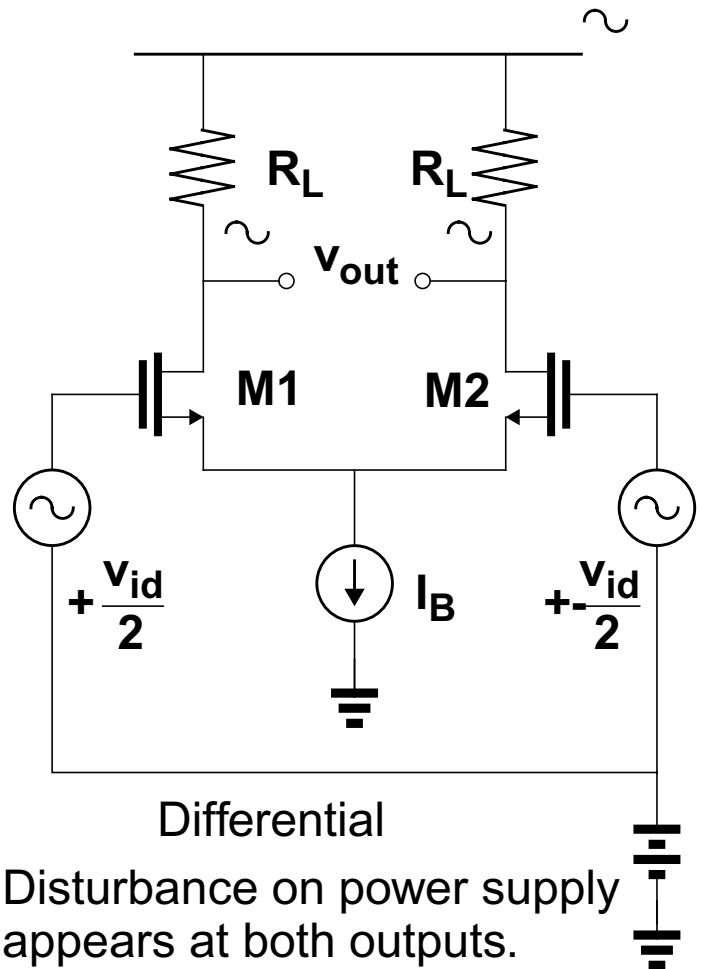 R_L R_L
v_out
M1 M2
+ v_id/2 I_B +- v_id/2
Differential
Disturbance on power supply
appears at both outputs.